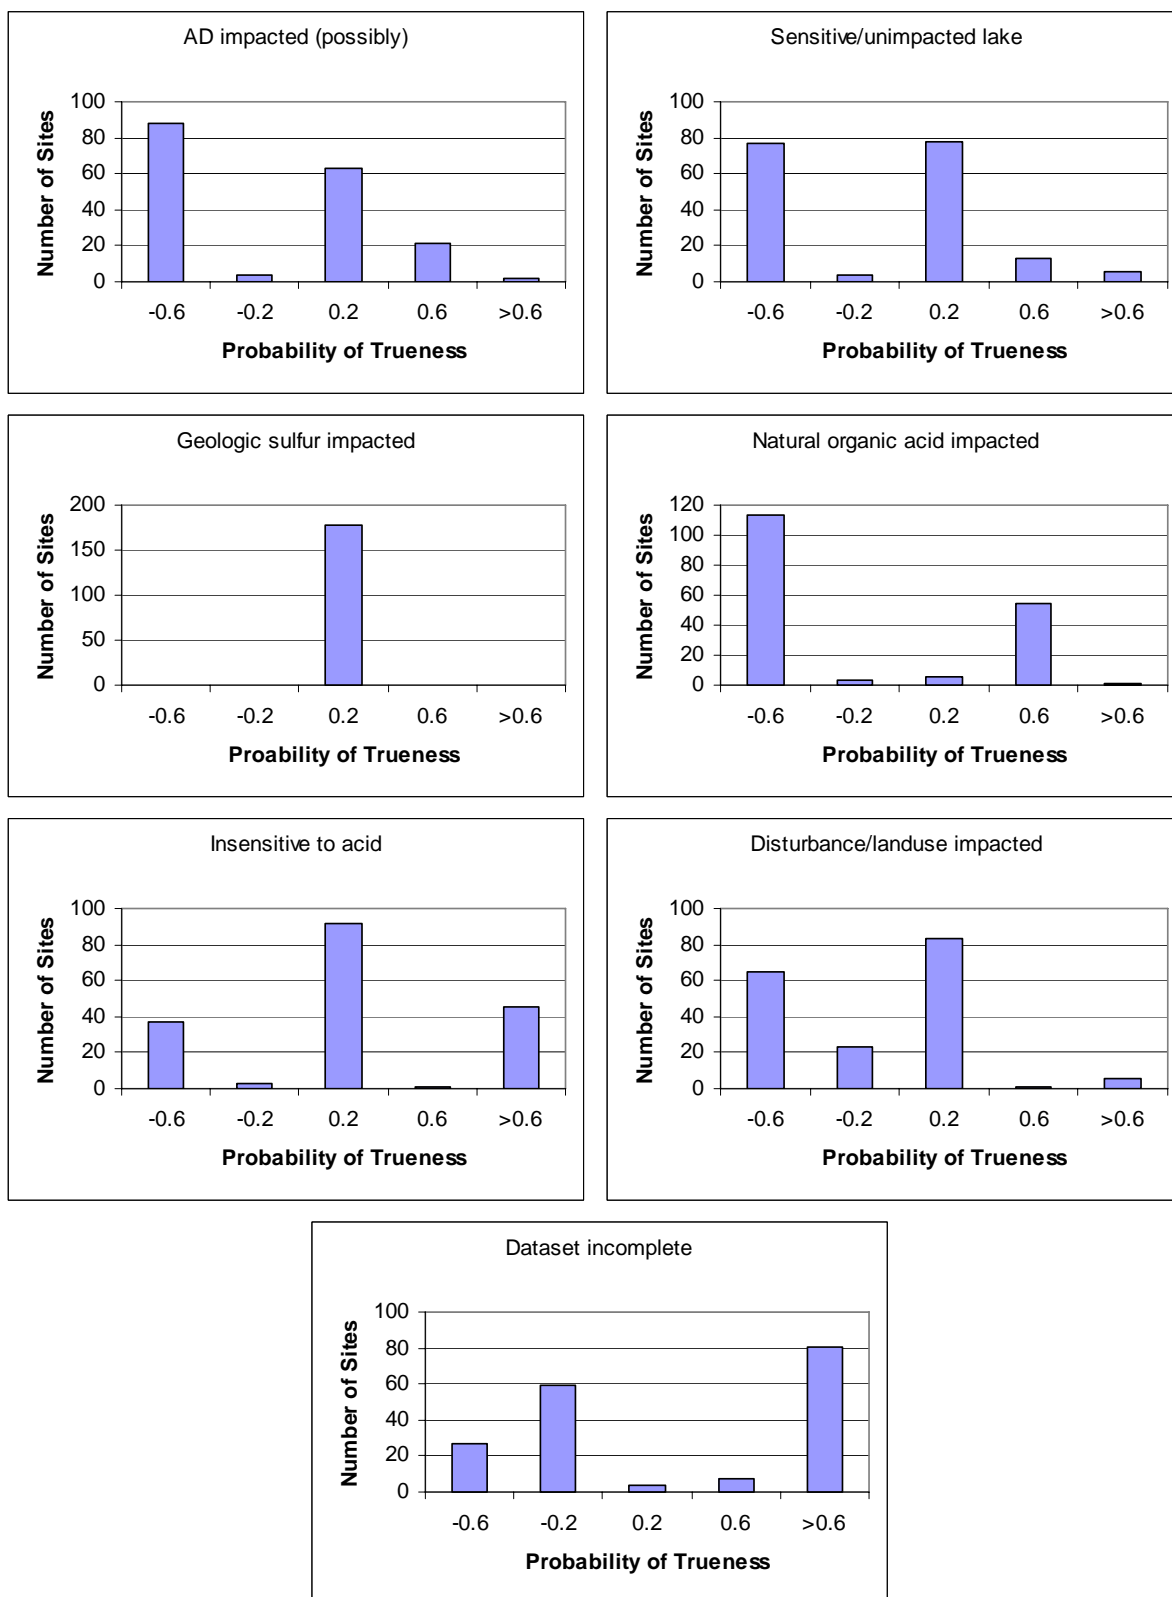 AD impacted (possibly)
Number of Sites
100
80
60
40
20
0
-0.6 -0.2 0.2 0.6 >0.6
Probability of Trueness
Sensitive/unimpacted lake
Number of Sites
100
80
60
40
20
0
-0.6 -0.2 0.2 0.6 >0.6
Probability of Trueness
Geologic sulfur impacted
Number of Sites
200
150
100
50
0
-0.6 -0.2 0.2 0.6 >0.6
Proability of Trueness
Natural organic acid impacted
Number of Sites
120
100
80
60
40
20
0
-0.6 -0.2 0.2 0.6 >0.6
Probability of Trueness
Insensitive to acid
Number of Sites
100
80
60
40
20
0
-0.6 -0.2 0.2 0.6 >0.6
Probability of Trueness
Disturbance/landuse impacted
Number of Sites
100
80
60
40
20
0
-0.6 -0.2 0.2 0.6 >0.6
Probability of Trueness
Dataset incomplete
Number of Sites
100
80
60
40
20
0
-0.6 -0.2 0.2 0.6 >0.6
Probability of Trueness